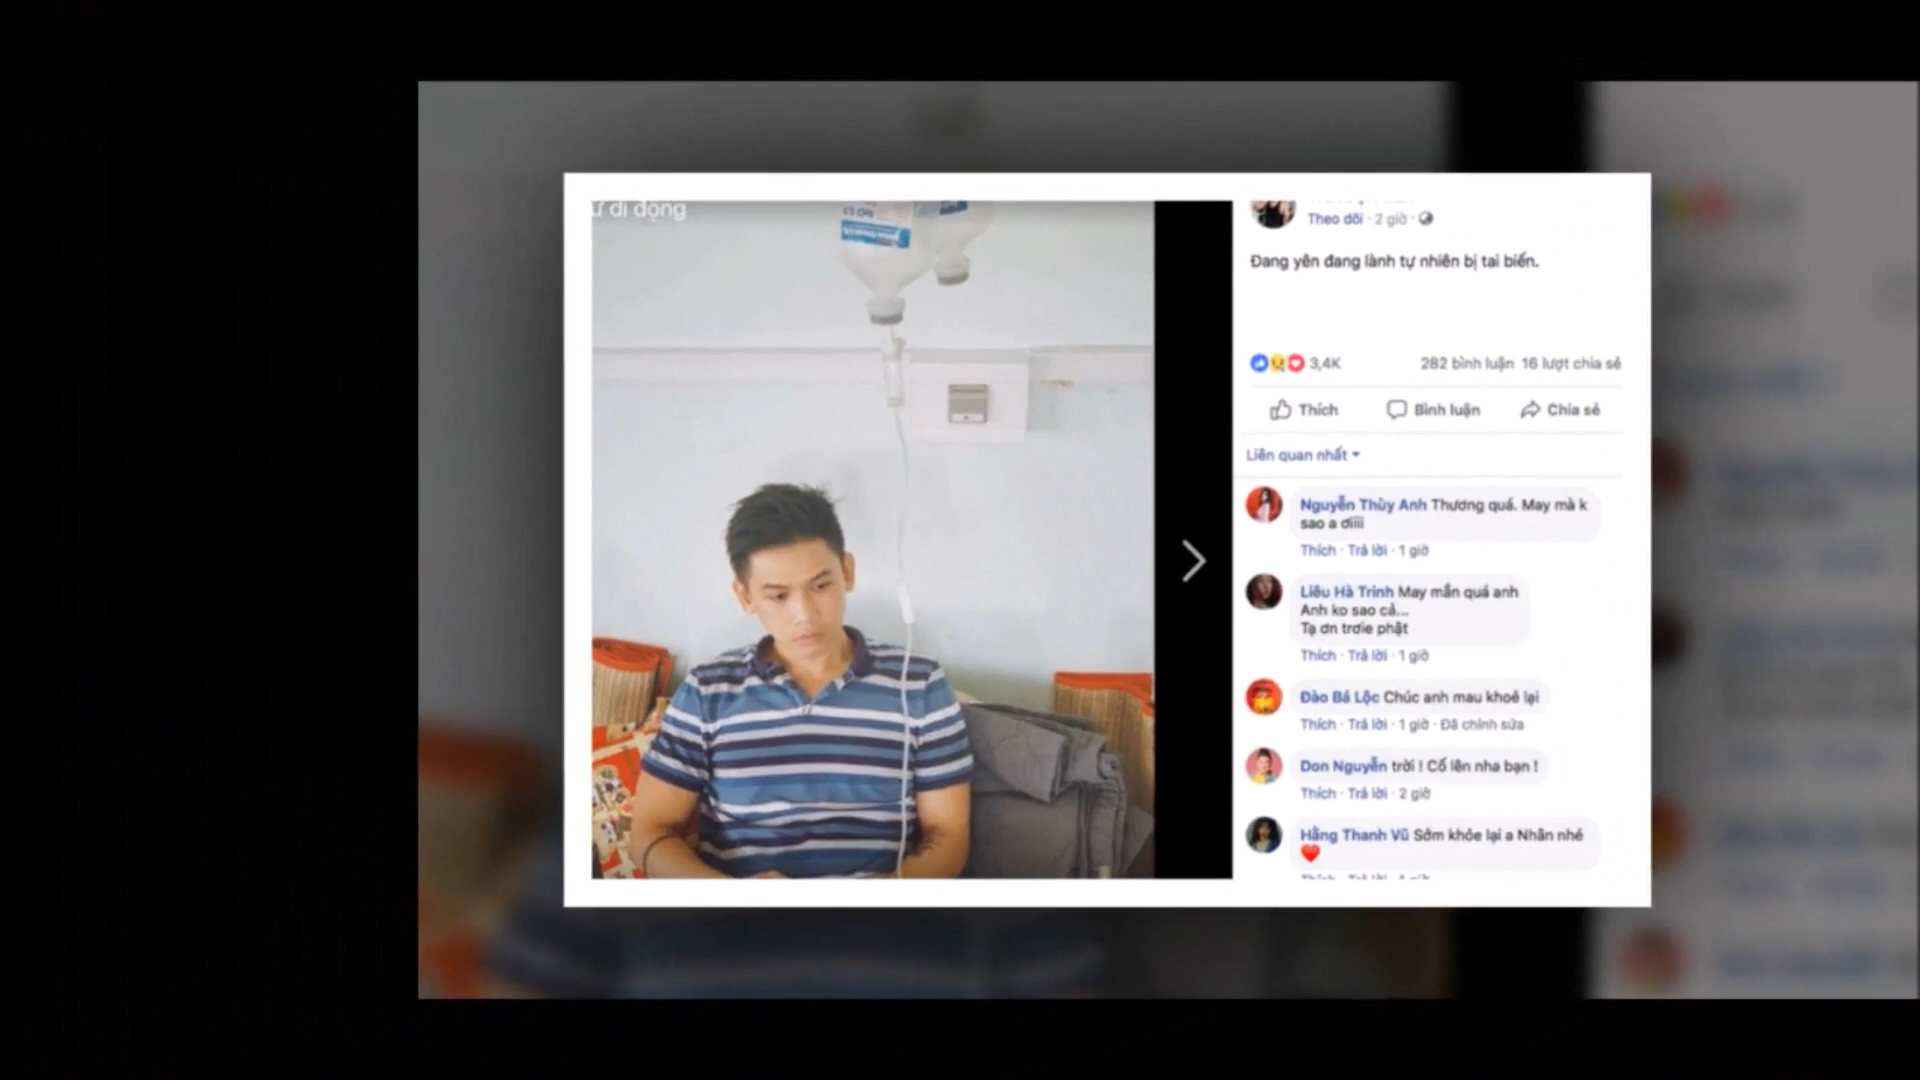 ừ di động
Theo dõi · 2 giờ ·
Đang yên đang lành tự nhiên bị tai biến.
3,4K 282 bình luận 16 lượt chia sẻ
Thích Bình luận Chia sẻ
Liên quan nhất
Nguyễn Thùy Anh Thương quá. May mà k
sao a ơiiii
Thích · Trả lời · 1 giờ
Liêu Hà Trinh May mắn quá anh
Anh ko sao cả...
Tạ ơn trơie phật
Thích · Trả lời · 1 giờ
Đào Bá Lộc Chúc anh mau khoẻ lại
Thích · Trả lời · 1 giờ · Đã chỉnh sửa
Don Nguyễn trời ! Cố lên nha bạn !
Thích · Trả lời · 2 giờ
Hằng Thanh Vũ Sớm khỏe lại a Nhân nhé